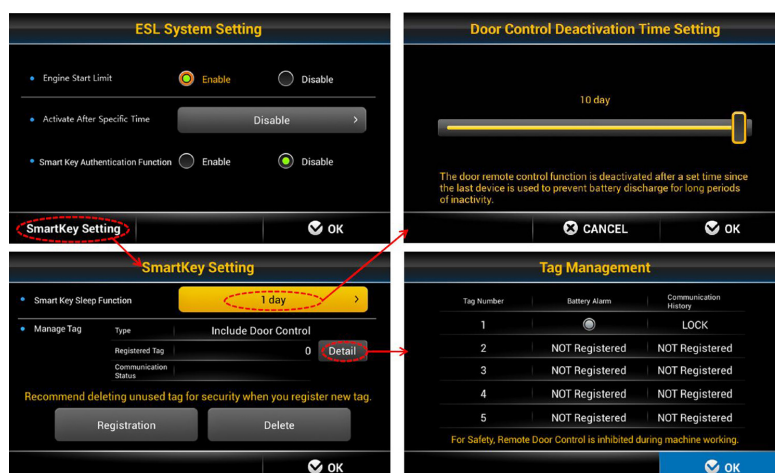 ESL System Setting
Engine Start Limit
Enable
Disable
Activate After Specific Time
Disable
Smart Key Authentication Function
Enable
Disable
SmartKey Setting
OK
Door Control Deactivation Time Setting
10 day
The door remote control function is deactivated after a set time since
the last device is used to prevent battery discharge for long periods
of inactivity.
CANCEL
OK
SmartKey Setting
Smart Key Sleep Function
1 day
Manage Tag
Type
Include Door Control
Registered Tag
0
Detail
Communication
Status
Recommend deleting unused tag for security when you register new tag.
Registration
Delete
OK
Tag Management
Tag Number
Battery Alarm
Communication
History
1
LOCK
2
NOT Registered
NOT Registered
3
NOT Registered
NOT Registered
4
NOT Registered
NOT Registered
5
NOT Registered
NOT Registered
For Safety, Remote Door Control is inhibited during machine working.
OK